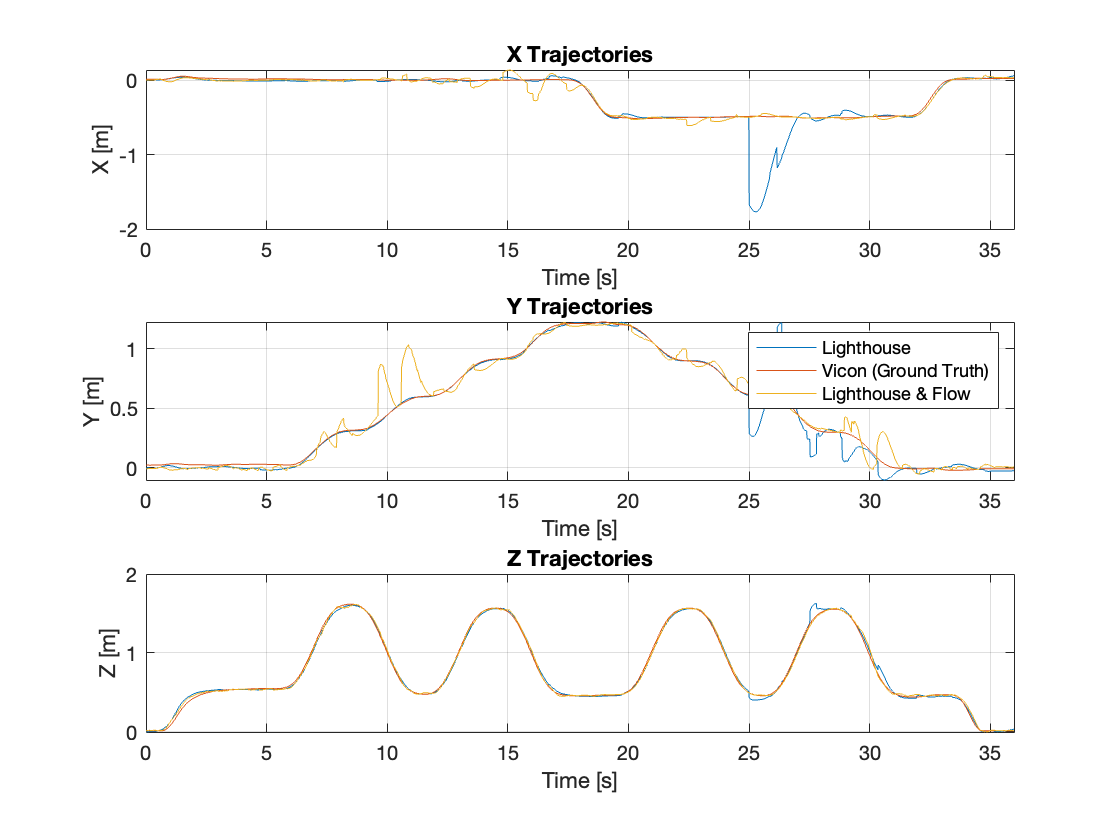 X Trajectories
X [m]
0
-1
-2
0 5 10 15 20 25 30 35
Time [s]
Y Trajectories
Y [m]
1
0.5
0
Lighthouse
Vicon (Ground Truth)
Lighthouse & Flow
0 5 10 15 20 25 30 35
Time [s]
Z Trajectories
Z [m]
2
1
0
0 5 10 15 20 25 30 35
Time [s]